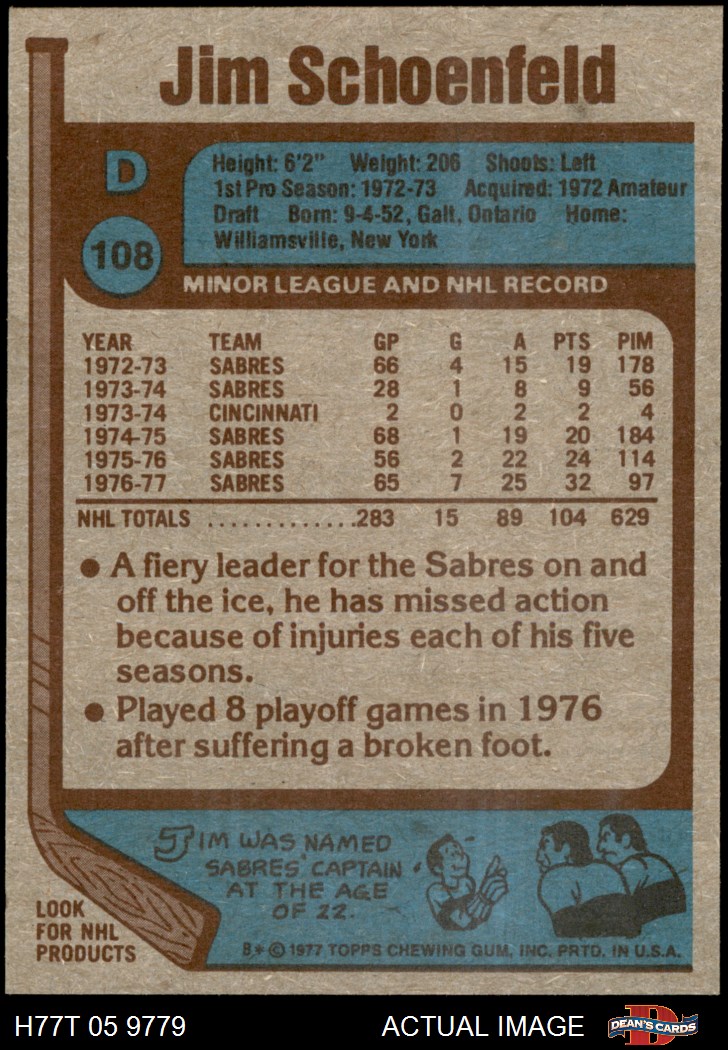 Jim Schoenfeld
D
108
Height: 6'2" Weight: 206 Shoots: Left
1st Pro Season: 1972-73 Acquired: 1972 Amateur
Draft Born: 9-4-52, Galt, Ontario Home:
Williamsville, New York
MINOR LEAGUE AND NHL RECORD
YEAR TEAM GP G A PTS PIM
1972-73 SABRES 66 4 15 19 178
1973-74 SABRES 28 1 8 9 56
1973-74 CINCINNATI 2 0 2 2 4
1974-75 SABRES 68 1 19 20 184
1975-76 SABRES 56 2 22 24 114
1976-77 SABRES 65 7 25 32 97
NHL TOTALS .............283 15 89 104 629
● A fiery leader for the Sabres on and
off the ice, he has missed action
because of injuries each of his five
seasons.
● Played 8 playoff games in 1976
after suffering a broken foot.
JIM WAS NAMED
SABRES' CAPTAIN
AT THE AGE
OF 22.
LOOK
FOR NHL
PRODUCTS
B* © 1977 TOPPS CHEWING GUM, INC. PRTD. IN U.S.A.
H77T 05 9779 ACTUAL IMAGE DEAN'S CARDS